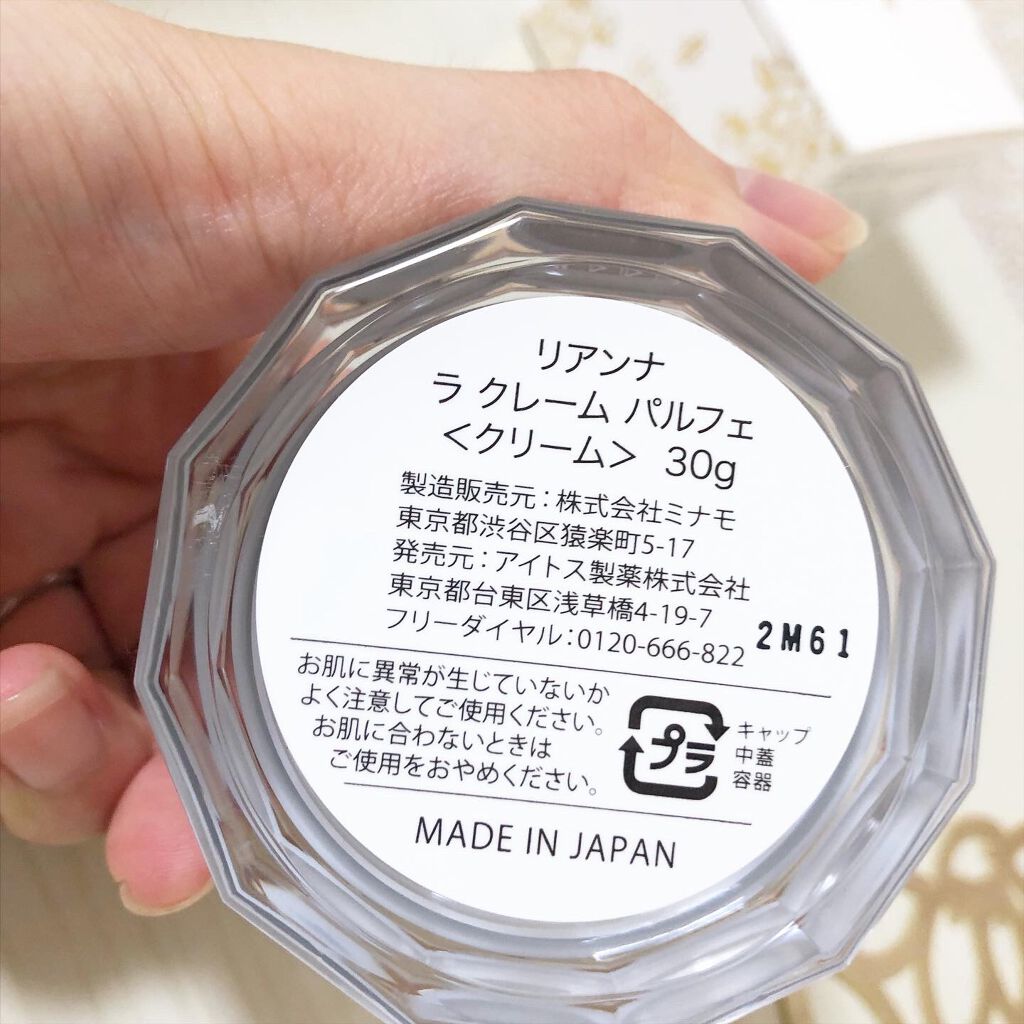 リアンナ
ラ クレーム パルフェ
＜クリーム＞ 30g
製造販売元：株式会社ミナモ
東京都渋谷区猿楽町5-17
発売元：アイトス製薬株式会社
東京都台東区浅草橋4-19-7
フリーダイヤル：0120-666-822
2M61
お肌に異常が生じていないか
よく注意してご使用ください。
お肌に合わないときは
ご使用をおやめください。
プラ
キャップ
中蓋
容器
MADE IN JAPAN